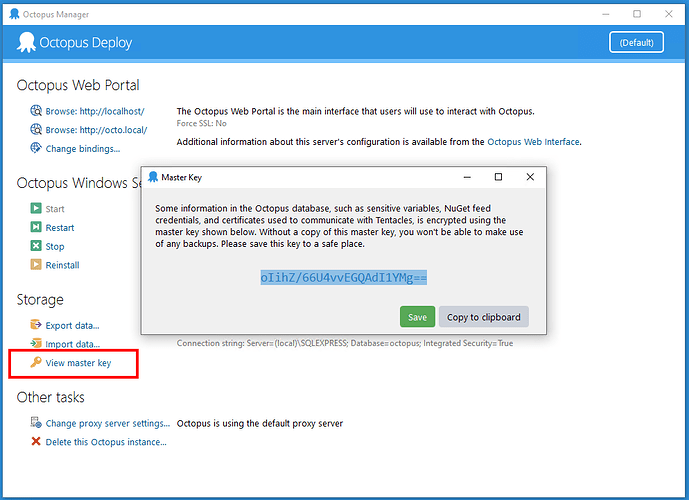 Octopus Manager
Octopus Deploy
(Default)
Octopus Web Portal
Browse: http://localhost/
Browse: http://octo.local/
Change bindings...
The Octopus Web Portal is the main interface that users will use to interact with Octopus.
Force SSL: No
Additional information about this server's configuration is available from the Octopus Web Interface.
Octopus Windows Se
Start
Restart
Stop
Reinstall
Master Key
Some information in the Octopus database, such as sensitive variables, NuGet feed
credentials, and certificates used to communicate with Tentacles, is encrypted using the
master key shown below. Without a copy of this master key, you won't be able to make use
of any backups. Please save this key to a safe place.
oIihZ/66U4vvEGQAdI1YMg==
Save
Copy to clipboard
Storage
Export data...
Import data...
View master key
Connection string: Server=(local)\SQLEXPRESS; Database=octopus; Integrated Security=True
Other tasks
Change proxy server settings...
Octopus is using the default proxy server
Delete this Octopus instance...